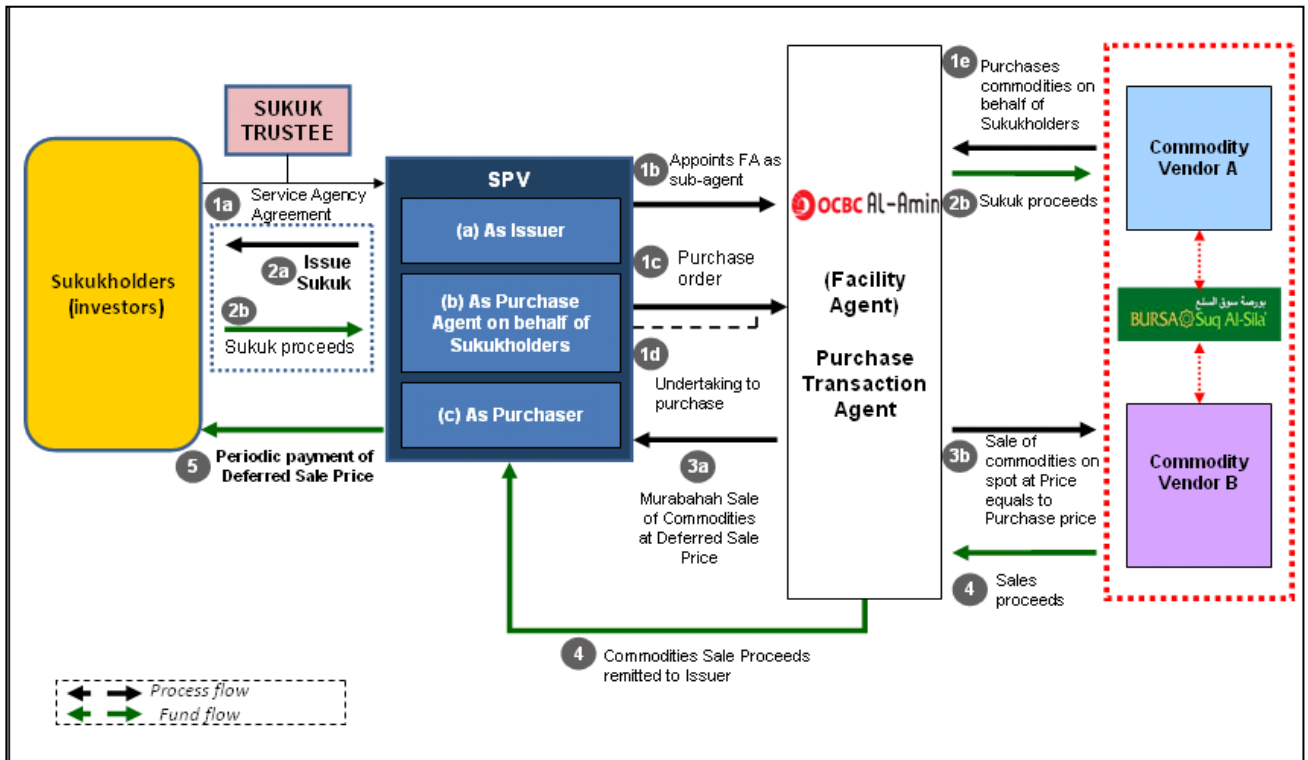 SUKUK
TRUSTEE
Sukukholders
(investors)
1a
Service Agency
Agreement
2a
Issue
Sukuk
2b
Sukuk proceeds
5
Periodic payment of
Deferred Sale Price
SPV
(a) As Issuer
(b) As Purchase
Agent on behalf of
Sukukholders
(c) As Purchaser
1b
Appoints FA as
sub-agent
1c
Purchase
order
1d
Undertaking to
purchase
3a
Murabahah Sale
of Commodities
at Deferred Sale
Price
OCBC AL-Amin
(Facility
Agent)
Purchase
Transaction
Agent
1e
Purchases
commodities on
behalf of
Sukukholders
2b
Sukuk proceeds
3b
Sale of
commodities on
spot at Price
equals to
Purchase price
4
Sales
proceeds
Commodity
Vendor A
بورصة سوق السلع
BURSA Suq Al-Sila'
Commodity
Vendor B
4
Commodities Sale Proceeds
remitted to Issuer
Process flow
Fund flow